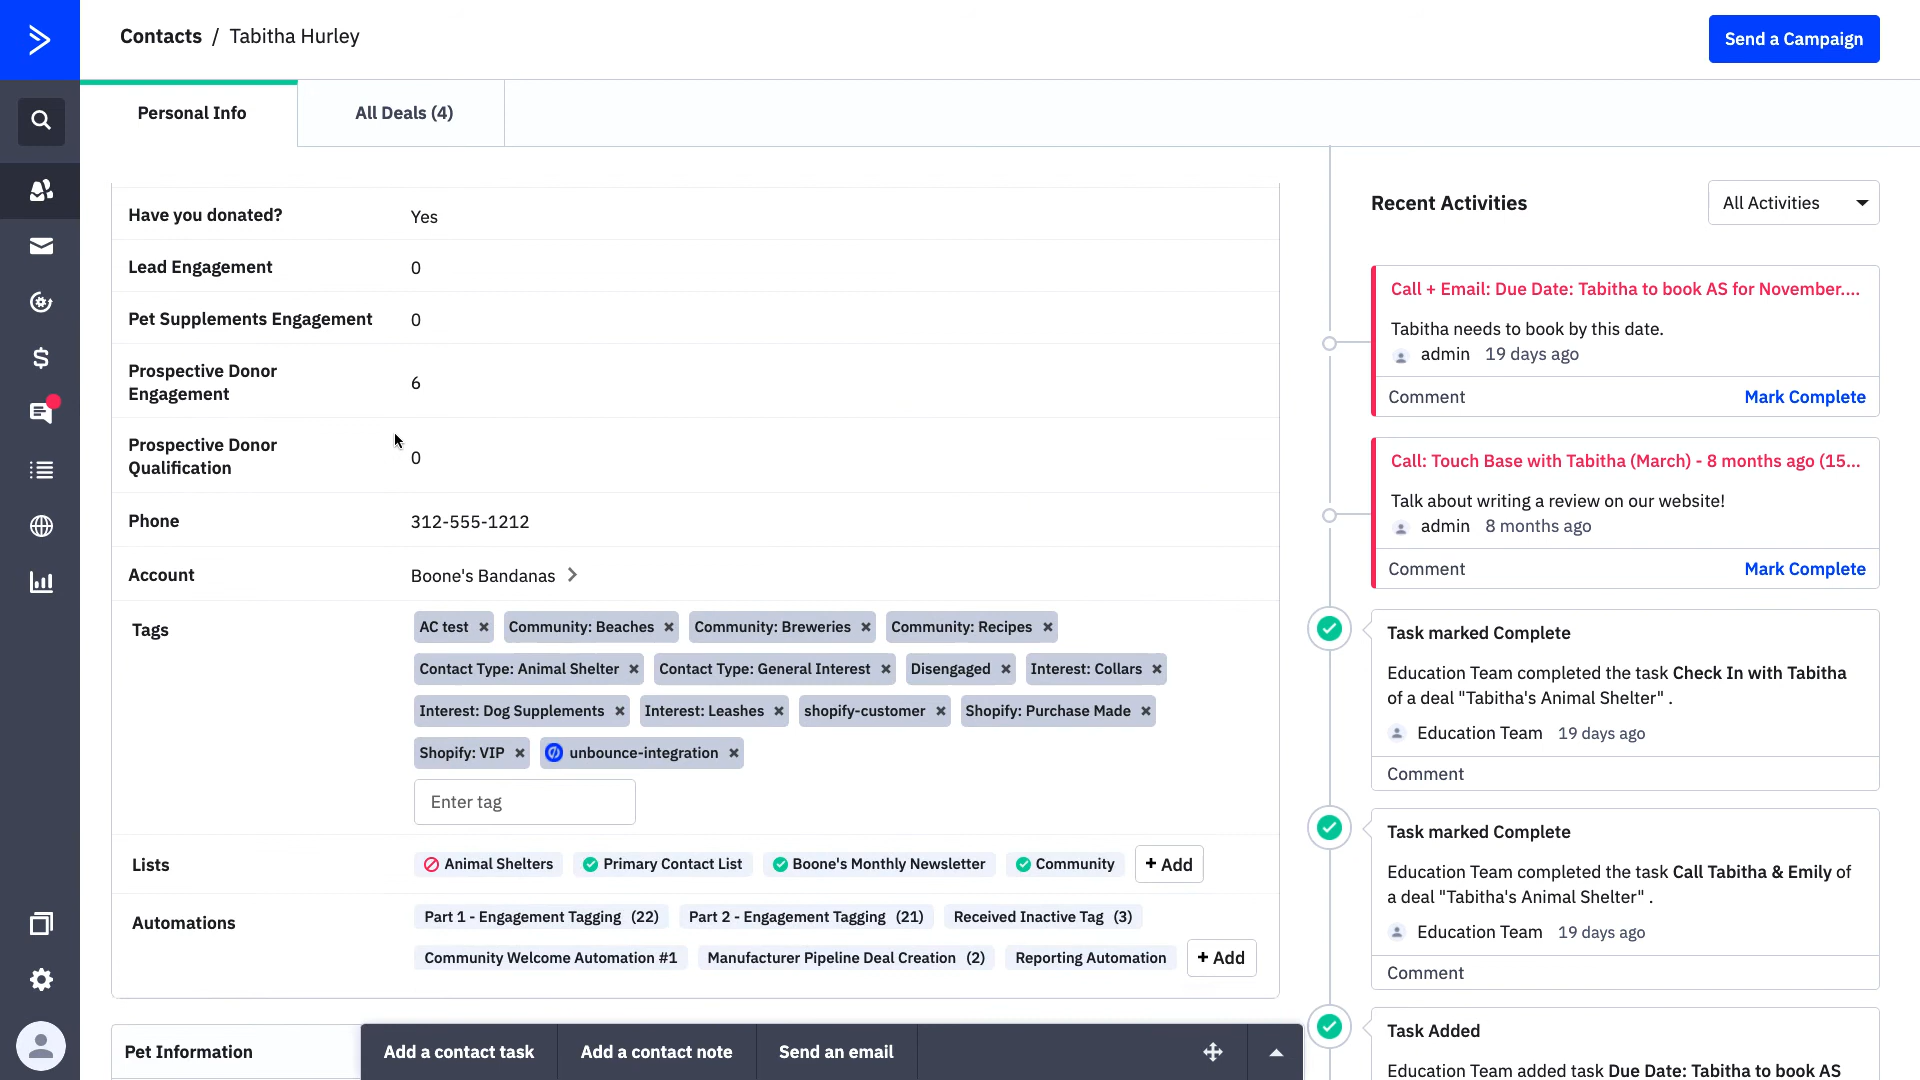 Contacts / Tabitha Hurley
Send a Campaign
Personal Info
All Deals (4)
Have you donated?
Yes
Lead Engagement
0
Pet Supplements Engagement
0
Prospective Donor
Engagement
6
Prospective Donor
Qualification
0
Phone
312-555-1212
Account
Boone's Bandanas
Tags
AC test × Community: Beaches × Community: Breweries × Community: Recipes ×
Contact Type: Animal Shelter × Contact Type: General Interest × Disengaged × Interest: Collars ×
Interest: Dog Supplements × Interest: Leashes × shopify-customer × Shopify: Purchase Made ×
Shopify: VIP × unbounce-integration ×
Enter tag
Lists
Animal Shelters Primary Contact List Boone's Monthly Newsletter Community + Add
Automations
Part 1 - Engagement Tagging (22) Part 2 - Engagement Tagging (21) Received Inactive Tag (3)
Community Welcome Automation #1 Manufacturer Pipeline Deal Creation (2) Reporting Automation + Add
Pet Information
Add a contact task
Add a contact note
Send an email
Recent Activities
All Activities
Call + Email: Due Date: Tabitha to book AS for November....
Tabitha needs to book by this date.
admin 19 days ago
Comment
Mark Complete
Call: Touch Base with Tabitha (March) - 8 months ago (15...
Talk about writing a review on our website!
admin 8 months ago
Comment
Mark Complete
Task marked Complete
Education Team completed the task Check In with Tabitha
of a deal "Tabitha's Animal Shelter" .
Education Team 19 days ago
Comment
Task marked Complete
Education Team completed the task Call Tabitha & Emily of
a deal "Tabitha's Animal Shelter" .
Education Team 19 days ago
Comment
Task Added
Education Team added task Due Date: Tabitha to book AS